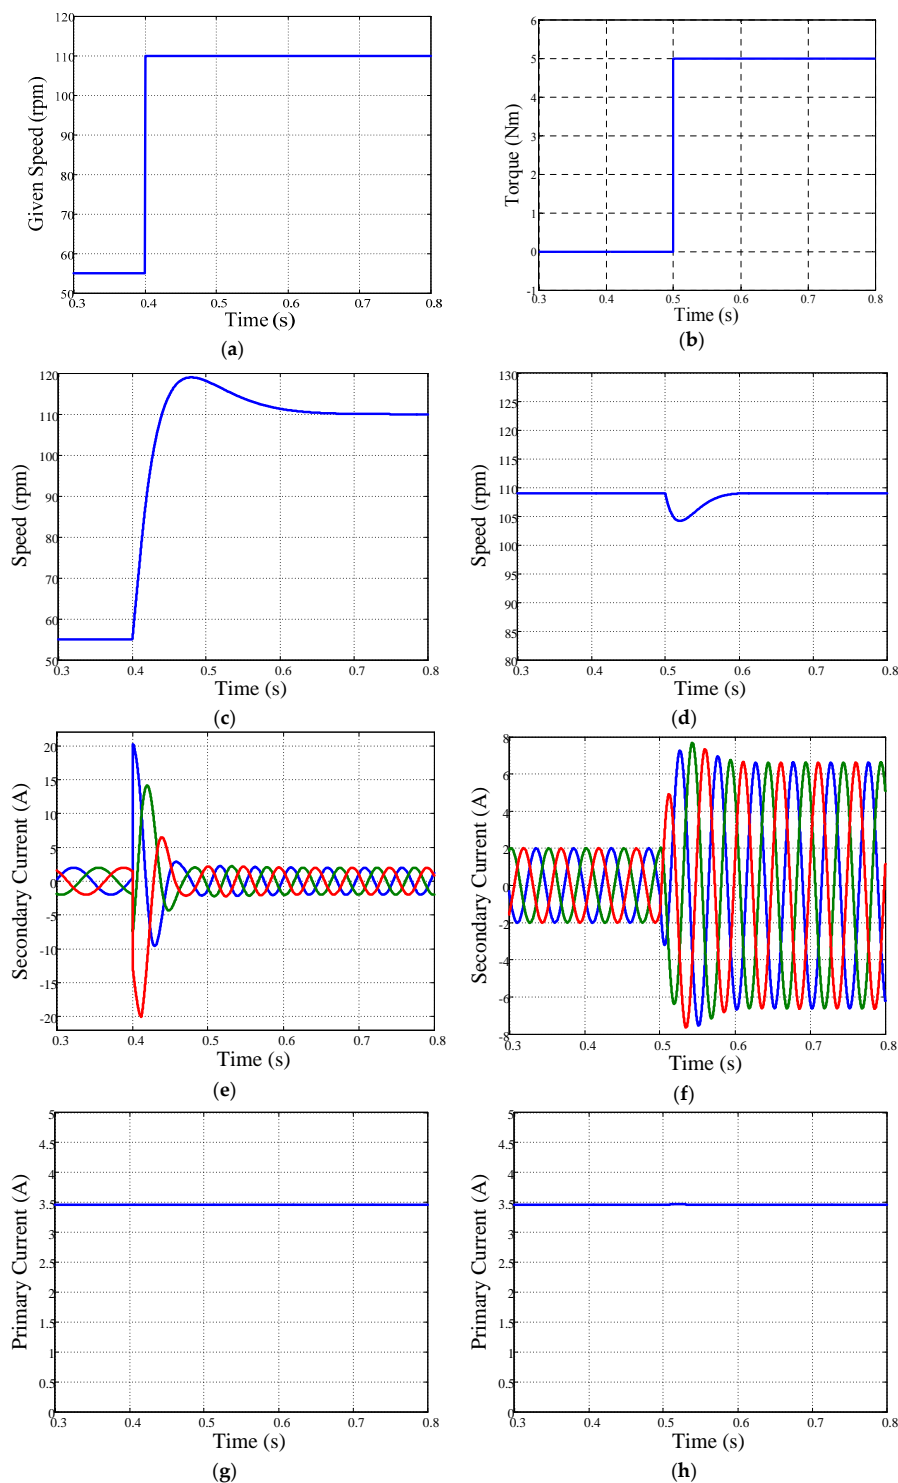 120
110
100
90
80
70
60
50
0.3 0.4 0.5 0.6 0.7 0.8
Given Speed (rpm)
Time (s)
(a)
6
5
4
3
2
1
0
-1
0.3 0.4 0.5 0.6 0.7 0.8
Torque (Nm)
Time (s)
(b)
120
110
100
90
80
70
60
50
0.3 0.4 0.5 0.6 0.7 0.8
Speed (rpm)
Time (s)
(c)
130
125
120
115
110
105
100
95
90
85
80
0.3 0.4 0.5 0.6 0.7 0.8
Speed (rpm)
Time (s)
(d)
20
15
10
5
0
-5
-10
-15
-20
0.3 0.4 0.5 0.6 0.7 0.8
Secondary Current (A)
Time (s)
(e)
8
6
4
2
0
-2
-4
-6
-8
0.3 0.4 0.5 0.6 0.7 0.8
Secondary Current (A)
Time (s)
(f)
5
4.5
4
3.5
3
2.5
2
1.5
1
0.5
0
0.3 0.4 0.5 0.6 0.7 0.8
Primary Current (A)
Time (s)
(g)
5
4.5
4
3.5
3
2.5
2
1.5
1
0.5
0
0.3 0.4 0.5 0.6 0.7 0.8
Primary Current (A)
Time (s)
(h)